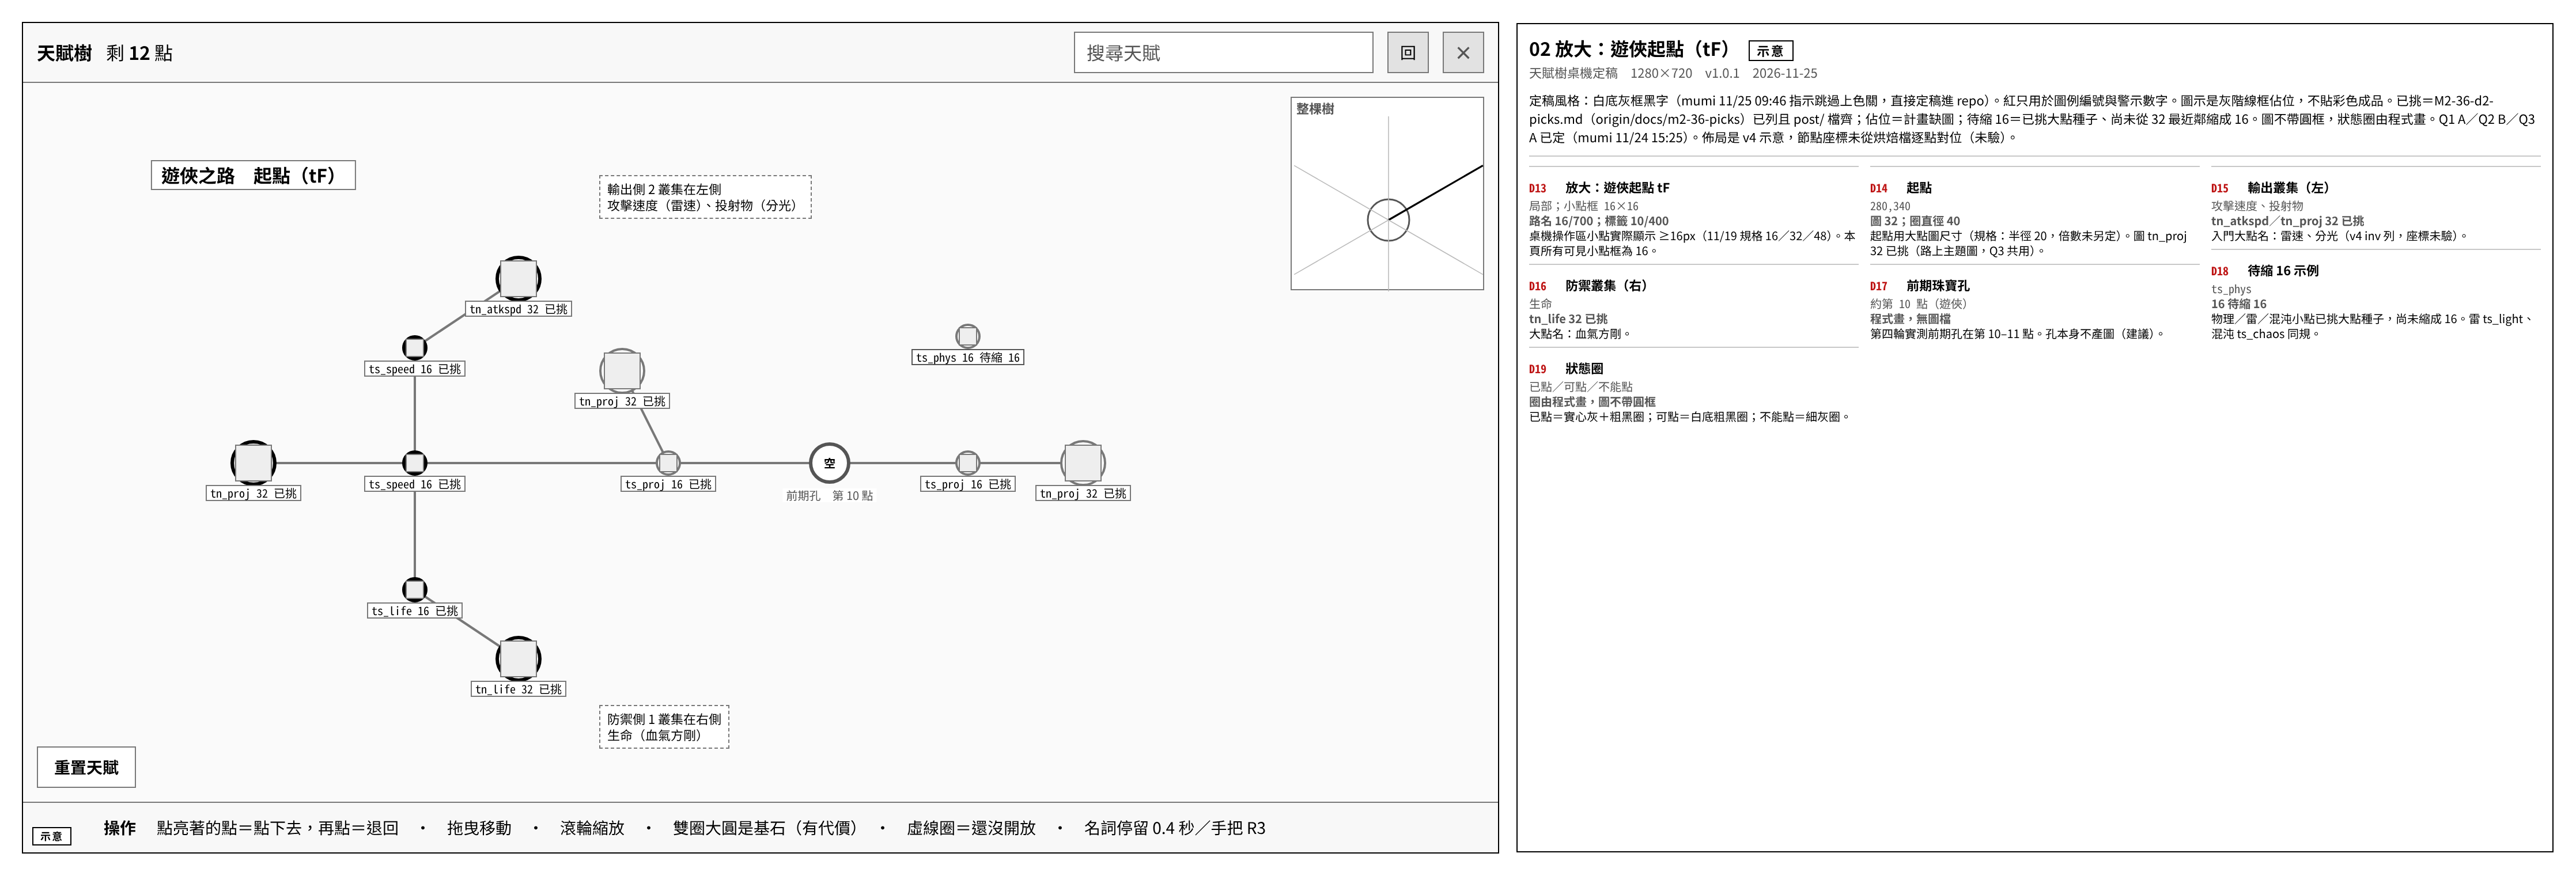 天賦樹 剩 12 點
搜尋天賦
回
×
整棵樹
遊俠之路 起點（tF）
輸出側 2 叢集在左側
攻擊速度（雷速）、投射物（分光）
tn_atkspd 32 已挑
ts_speed 16 已挑
tn_proj 32 已挑
ts_phys 16 待縮 16
tn_proj 32 已挑
ts_speed 16 已挑
ts_proj 16 已挑
空
前期孔 第 10 點
ts_proj 16 已挑
tn_proj 32 已挑
ts_life 16 已挑
tn_life 32 已挑
防禦側 1 叢集在右側
生命（血氣方剛）
重置天賦
示意
操作 點亮著的點＝點下去，再點＝退回 ・ 拖曳移動 ・ 滾輪縮放 ・ 雙圈大圓是基石（有代價） ・ 虛線圈＝還沒開放 ・ 名詞停留 0.4 秒／手把 R3
02 放大：遊俠起點（tF） 示意
天賦樹桌機定稿 1280×720 v1.0.1 2026-11-25
定稿風格：白底灰框黑字（mumi 11/25 09:46 指示跳過上色關，直接定稿進 repo）。紅只用於圖例編號與警示數字。圖示是灰階線框佔位，不貼彩色成品。已挑＝M2-36-d2-
picks.md（origin/docs/m2-36-picks）已列且 post/ 檔齊；佔位＝計畫缺圖；待縮 16＝已挑大點種子、尚未從 32 最近鄰縮成 16。圖不帶圓框，狀態圈由程式畫。Q1 A／Q2 B／Q3
A 已定（mumi 11/24 15:25）。佈局是 v4 示意，節點座標未從烘焙檔逐點對位（未驗）。
D13 放大：遊俠起點 tF
局部；小點框 16×16
路名 16/700；標籤 10/400
桌機操作區小點實際顯示 ≥16px（11/19 規格 16／32／48）。本
頁所有可見小點框為 16。
D14 起點
280,340
圖 32；圈直徑 40
起點用大點圖尺寸（規格：半徑 20，倍數未另定）。圖 tn_proj
32 已挑（路上主題圖，Q3 共用）。
D15 輸出叢集（左）
攻擊速度、投射物
tn_atkspd／tn_proj 32 已挑
入門大點名：雷速、分光（v4 inv 列，座標未驗）。
D16 防禦叢集（右）
生命
tn_life 32 已挑
大點名：血氣方剛。
D17 前期珠寶孔
約第 10 點（遊俠）
程式畫，無圖檔
第四輪實測前期孔在第 10–11 點。孔本身不產圖（建議）。
D18 待縮 16 示例
ts_phys
16 待縮 16
物理／雷／混沌小點已挑大點種子，尚未縮成 16。雷 ts_light、
混沌 ts_chaos 同規。
D19 狀態圈
已點／可點／不能點
圈由程式畫，圖不帶圓框
已點＝實心灰＋粗黑圈；可點＝白底粗黑圈；不能點＝細灰圈。